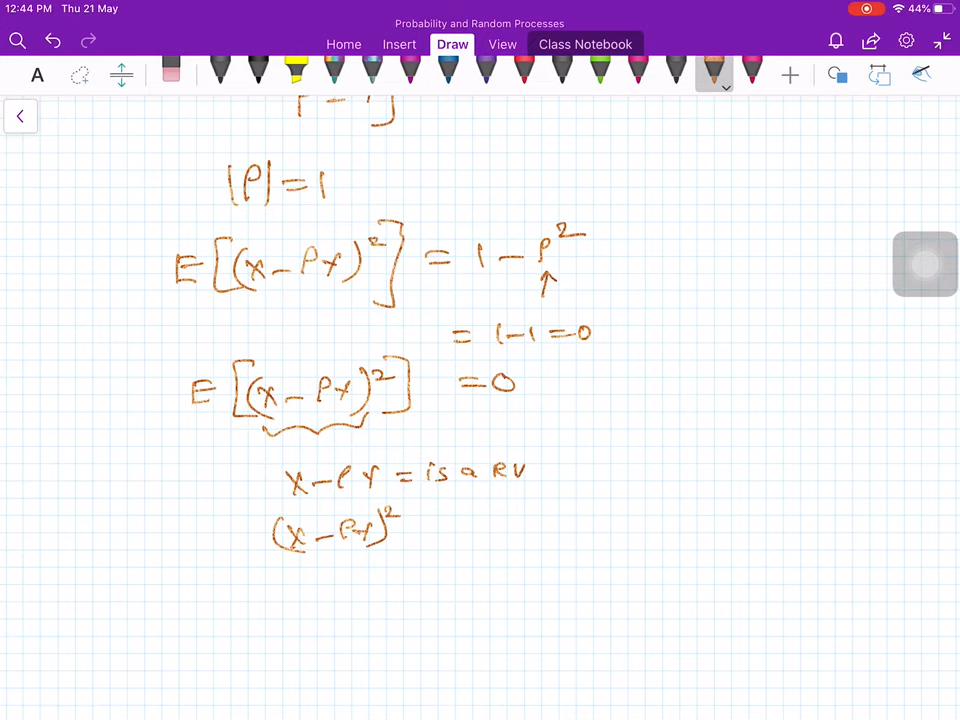 12:44 PM Thu 21 May
44%
Probability and Random Processes
Home Insert Draw View Class Notebook
A
|ρ| = 1
E[(X - ρY)²] = 1 - ρ²
= 1 - 1 = 0
E[(X - ρY)²] = 0
X - ρY = is a RV
(X - ρY)²